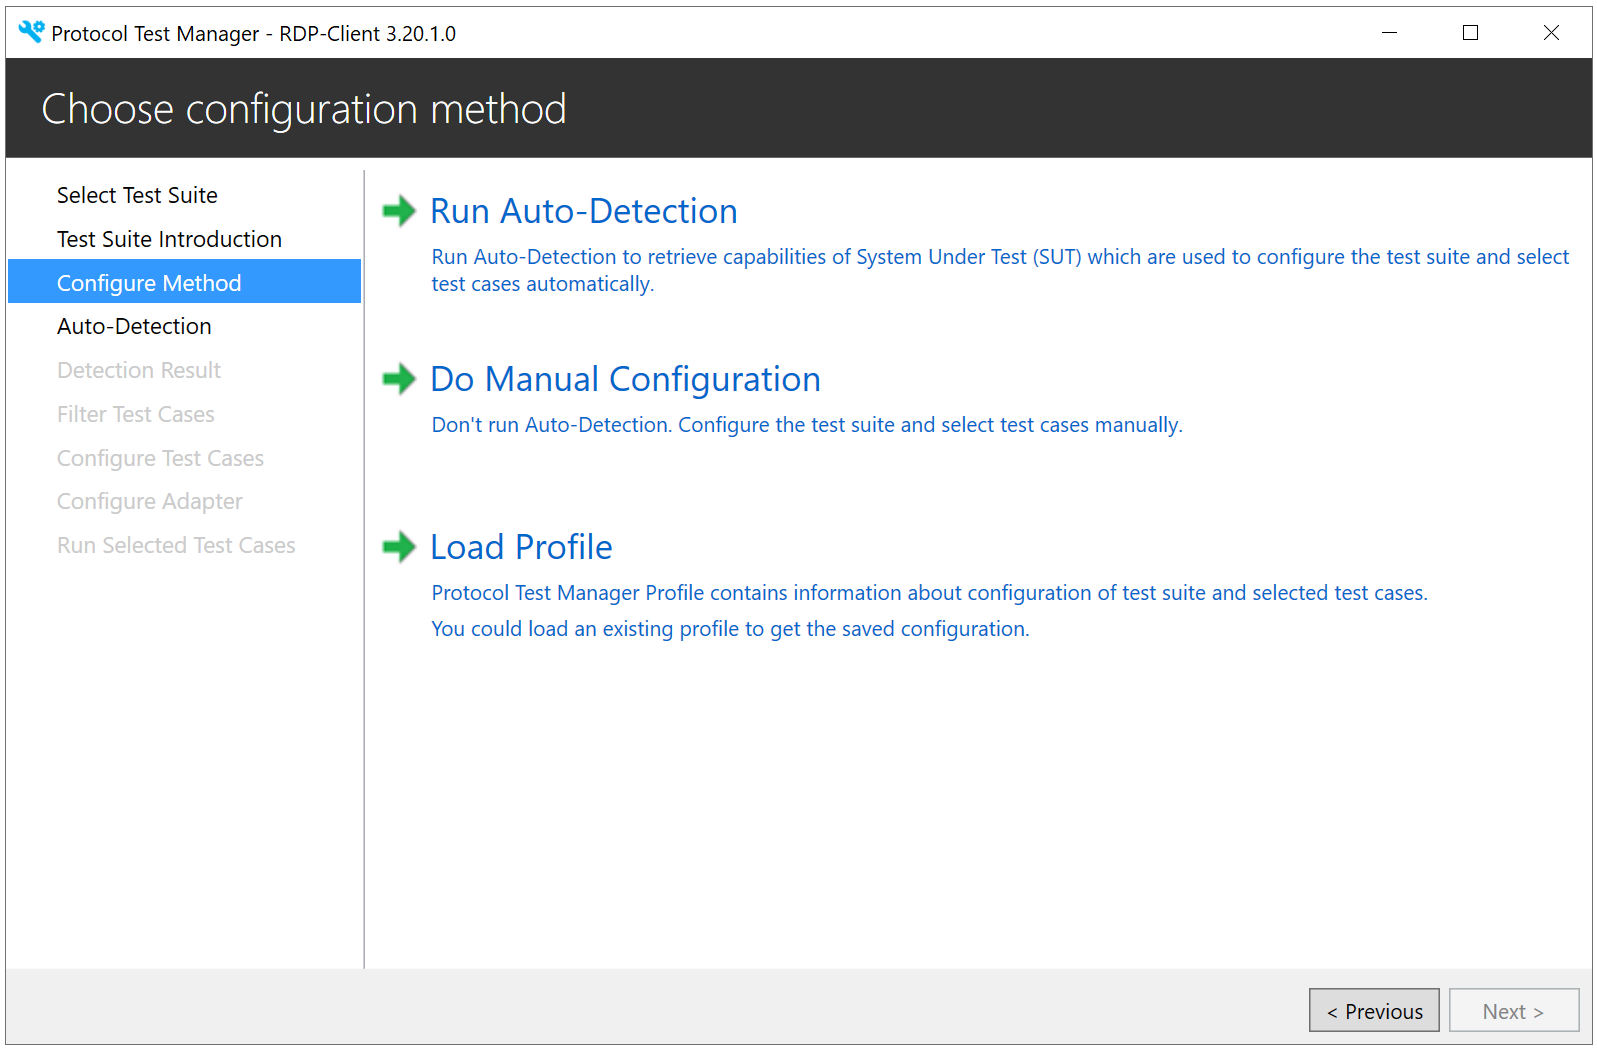 Protocol Test Manager - RDP-Client 3.20.1.0
Choose configuration method
Select Test Suite
Test Suite Introduction
Configure Method
Auto-Detection
Detection Result
Filter Test Cases
Configure Test Cases
Configure Adapter
Run Selected Test Cases
Run Auto-Detection
Run Auto-Detection to retrieve capabilities of System Under Test (SUT) which are used to configure the test suite and select
test cases automatically.
Do Manual Configuration
Don't run Auto-Detection. Configure the test suite and select test cases manually.
Load Profile
Protocol Test Manager Profile contains information about configuration of test suite and selected test cases.
You could load an existing profile to get the saved configuration.
< Previous
Next >